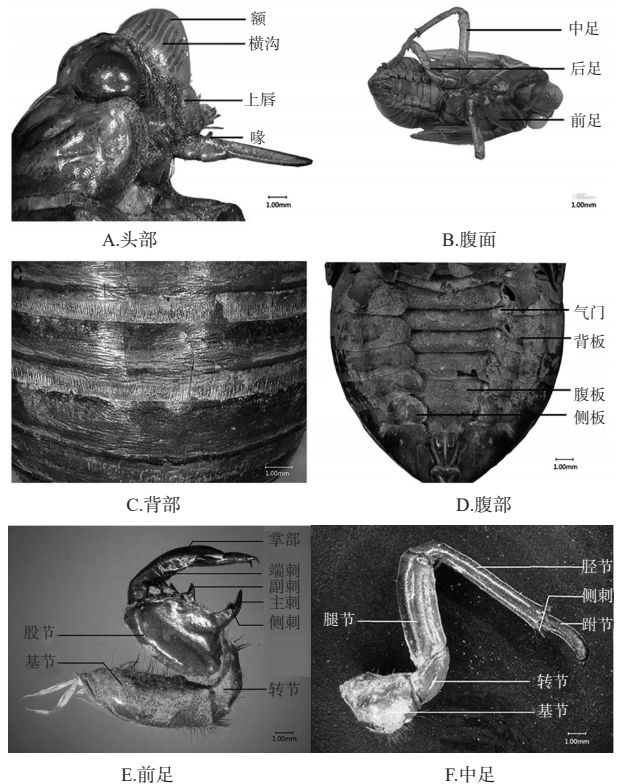 额
横沟
上唇
喙
1.00mm
A.头部
中足
后足
前足
1.00mm
B.腹面
1.00mm
C.背部
气门
背板
腹板
侧板
1.00mm
D.腹部
掌部
端刺
副刺
主刺
侧刺
股节
基节
转节
1.00mm
E.前足
胫节
侧刺
跗节
腿节
转节
基节
1.00mm
F.中足